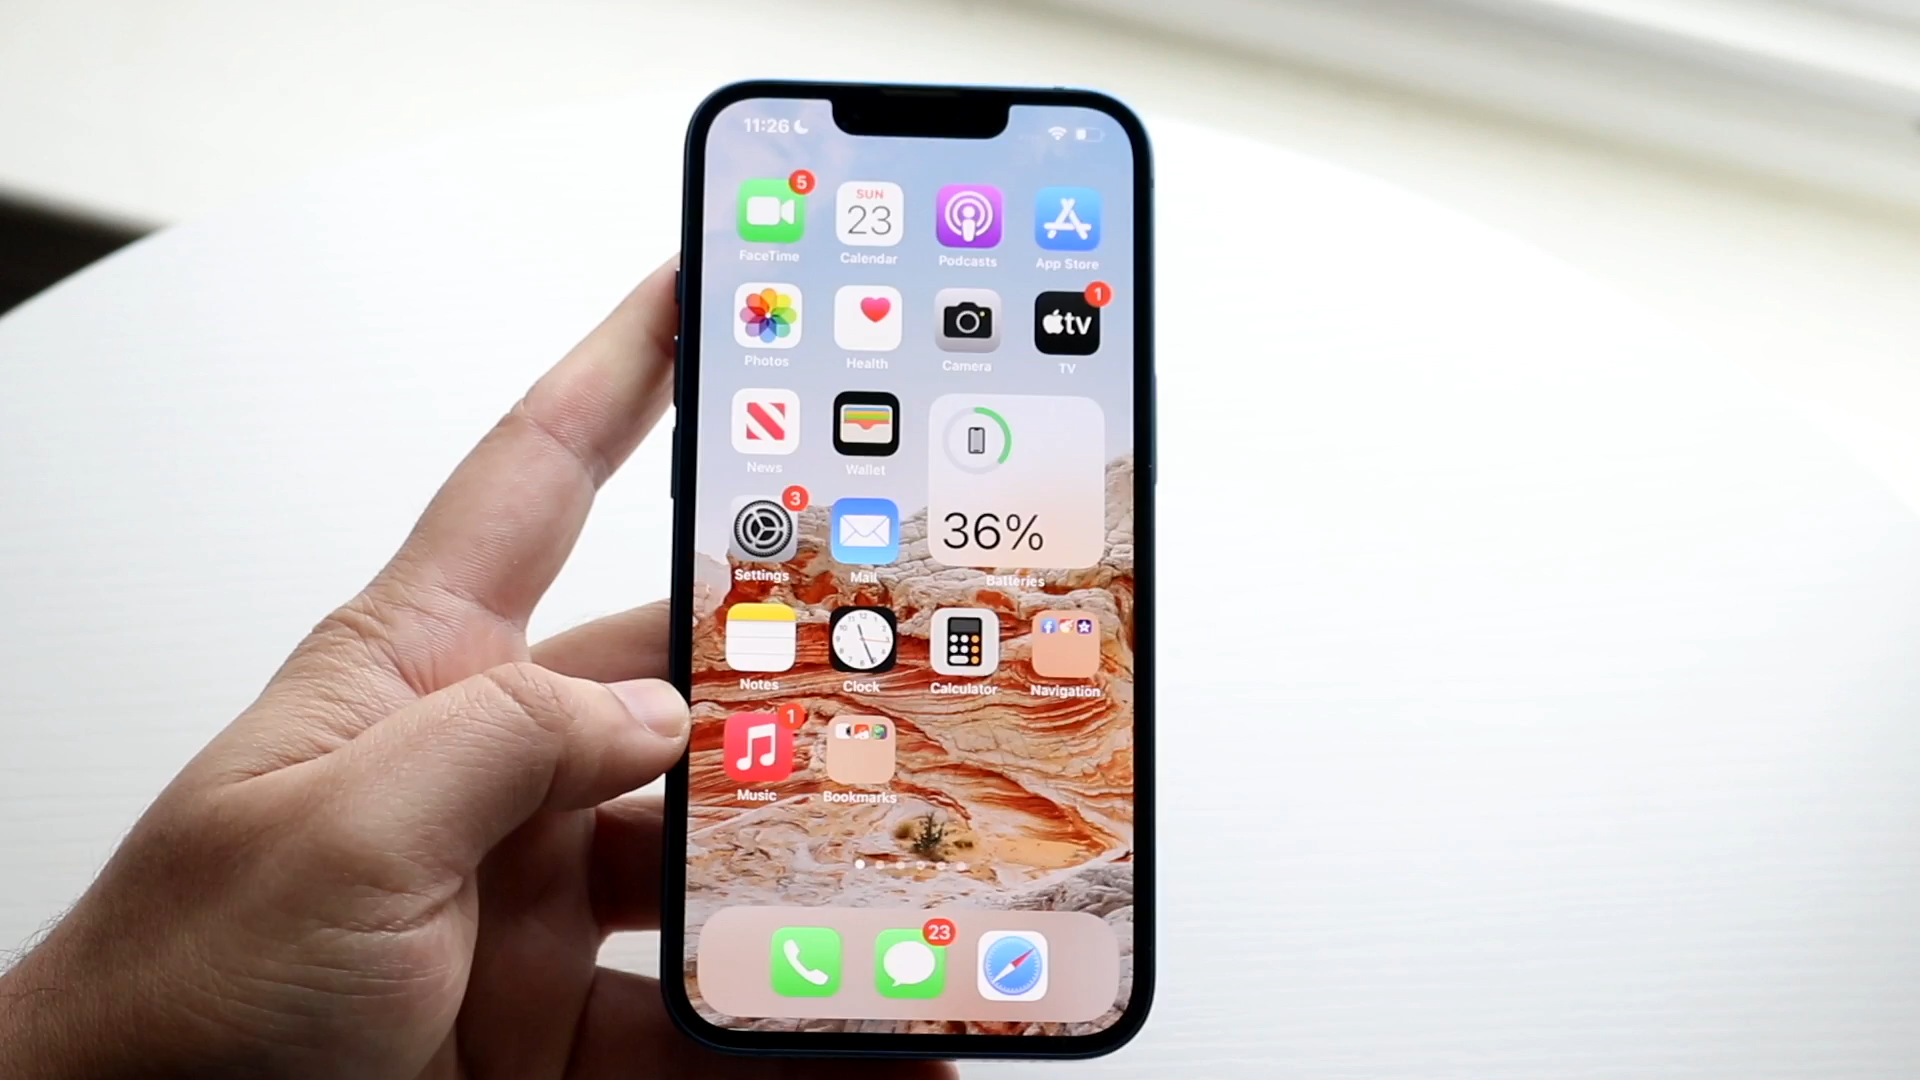 11:26
5
SUN
23
FaceTime
Calendar
Podcasts
App Store
1
tv
Photos
Health
Camera
TV
News
Wallet
3
36%
Settings
Mail
Batteries
Notes
Clock
Calculator
Navigation
1
Music
Bookmarks
23